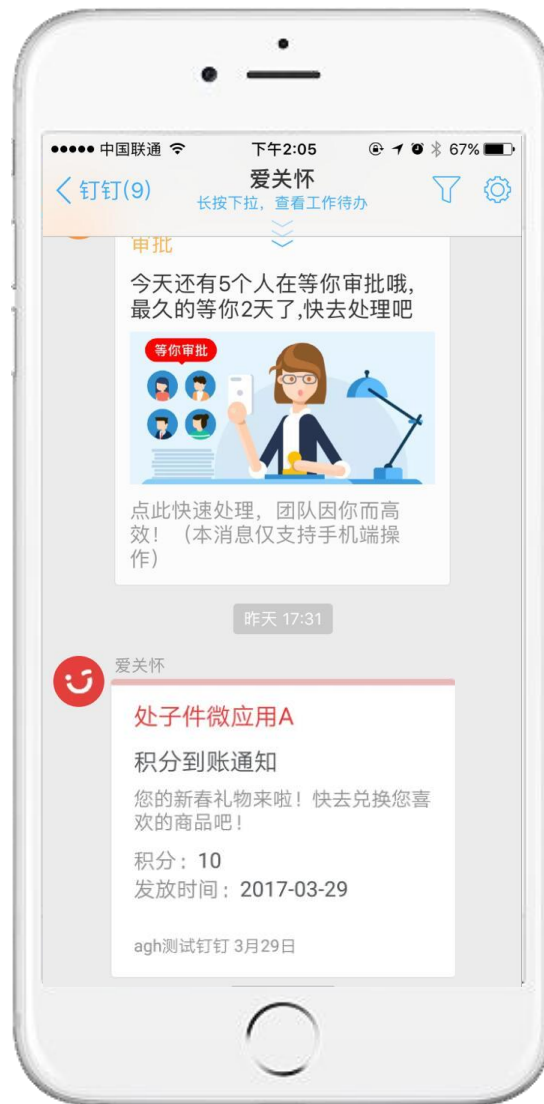 中国联通 下午2:05 67%
钉钉(9) 爱关怀
长按下拉，查看工作待办
审批
今天还有5个人在等你审批哦,
最久的等你2天了,快去处理吧
等你审批
点此快速处理，团队因你而高
效！（本消息仅支持手机端操
作）
昨天 17:31
爱关怀
处子件微应用A
积分到账通知
您的新春礼物来啦！快去兑换您喜
欢的商品吧！
积分：10
发放时间：2017-03-29
agh测试钉钉 3月29日